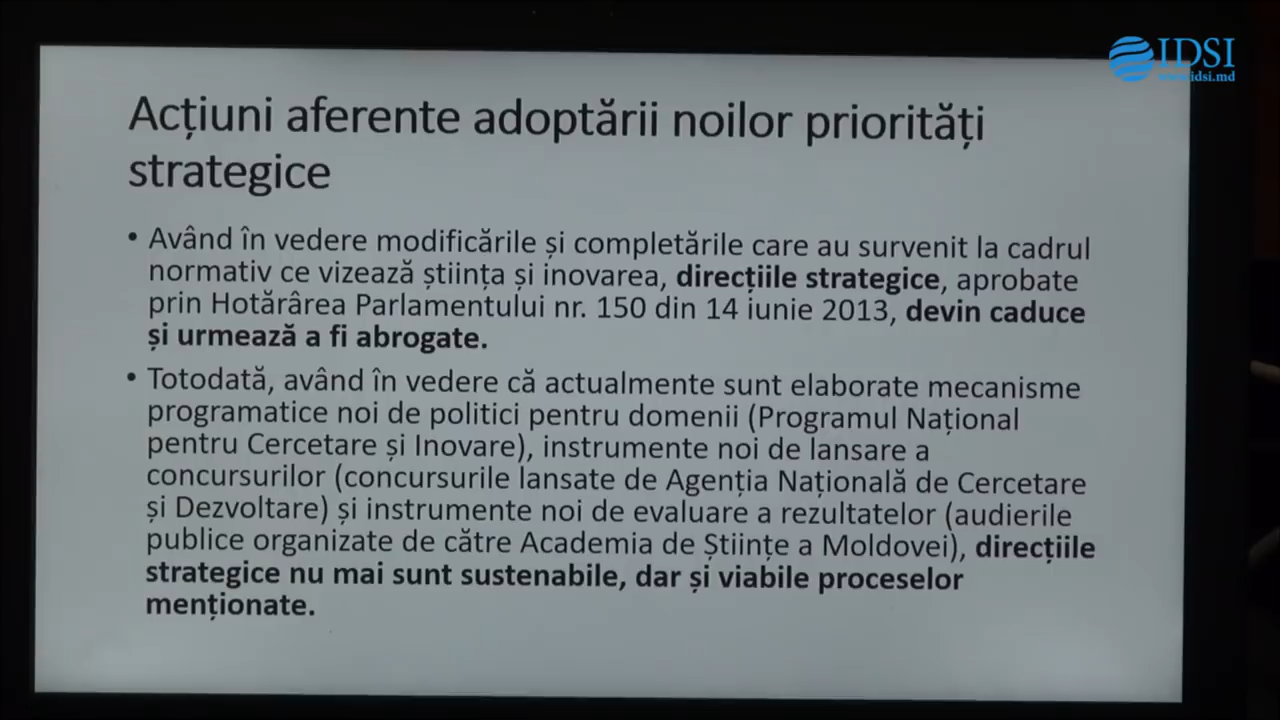 IDSI
www.idsi.md
Acțiuni aferente adoptării noilor priorități
strategice
• Având în vedere modificările și completările care au survenit la cadrul
normativ ce vizează știința și inovarea, direcțiile strategice, aprobate
prin Hotărârea Parlamentului nr. 150 din 14 iunie 2013, devin caduce
și urmează a fi abrogate.
• Totodată, având în vedere că actualmente sunt elaborate mecanisme
programatice noi de politici pentru domenii (Programul Național
pentru Cercetare și Inovare), instrumente noi de lansare a
concursurilor (concursurile lansate de Agenția Națională de Cercetare
și Dezvoltare) și instrumente noi de evaluare a rezultatelor (audierile
publice organizate de către Academia de Științe a Moldovei), direcțiile
strategice nu mai sunt sustenabile, dar și viabile proceselor
menționate.